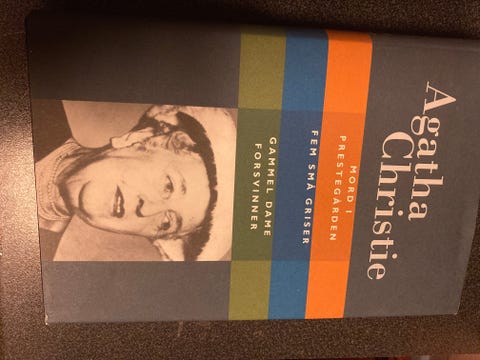 Agatha
Christie
MORD I
PRESTEGÅRDEN
FEM SMÅ GRISER
GAMMEL DAME
FORSVINNER